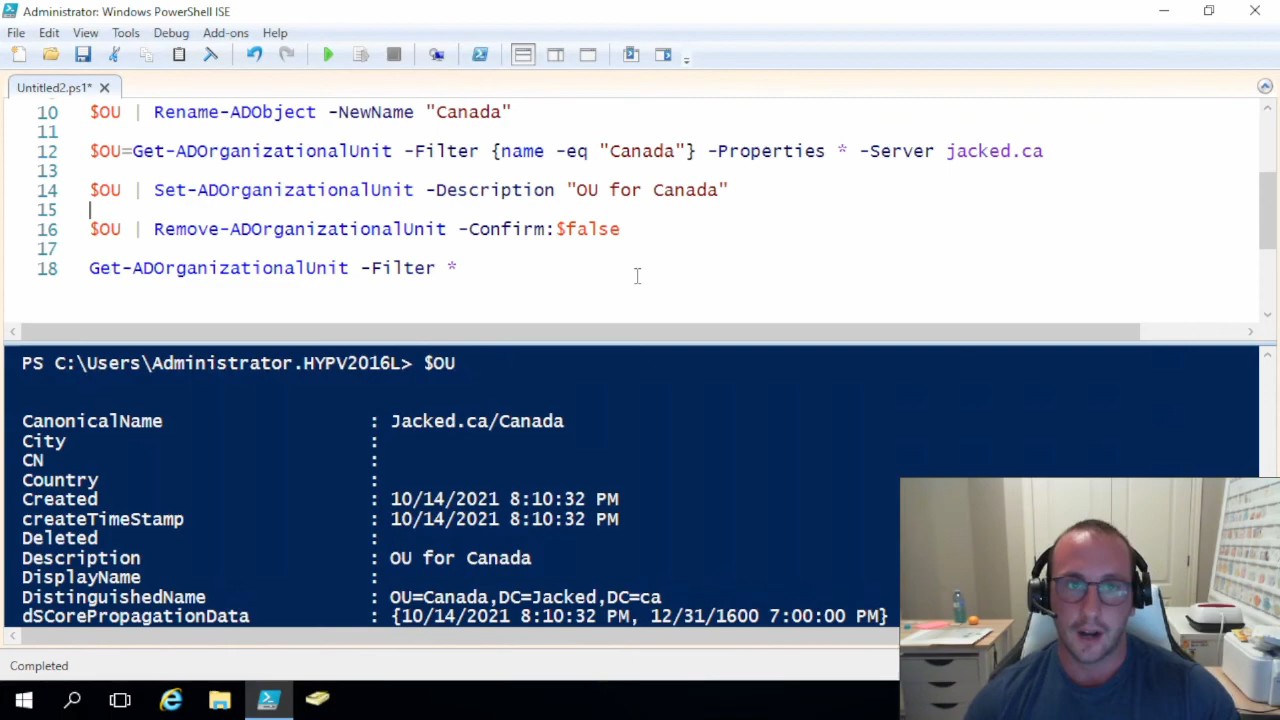 Administrator: Windows PowerShell ISE
File Edit View Tools Debug Add-ons Help
Untitled2.ps1*
10 $OU | Rename-ADObject -NewName "Canada"
11
12 $OU=Get-ADOrganizationalUnit -Filter {name -eq "Canada"} -Properties * -Server jacked.ca
13
14 $OU | Set-ADOrganizationalUnit -Description "OU for Canada"
15
16 $OU | Remove-ADOrganizationalUnit -Confirm:$false
17
18 Get-ADOrganizationalUnit -Filter *
PS C:\Users\Administrator.HYPV2016L> $OU
CanonicalName : Jacked.ca/Canada
City :
CN :
Country :
Created : 10/14/2021 8:10:32 PM
createTimeStamp : 10/14/2021 8:10:32 PM
Deleted :
Description : OU for Canada
DisplayName :
DistinguishedName : OU=Canada,DC=Jacked,DC=ca
dSCorePropagationData : {10/14/2021 8:10:32 PM, 12/31/1600 7:00:00 PM}
Completed